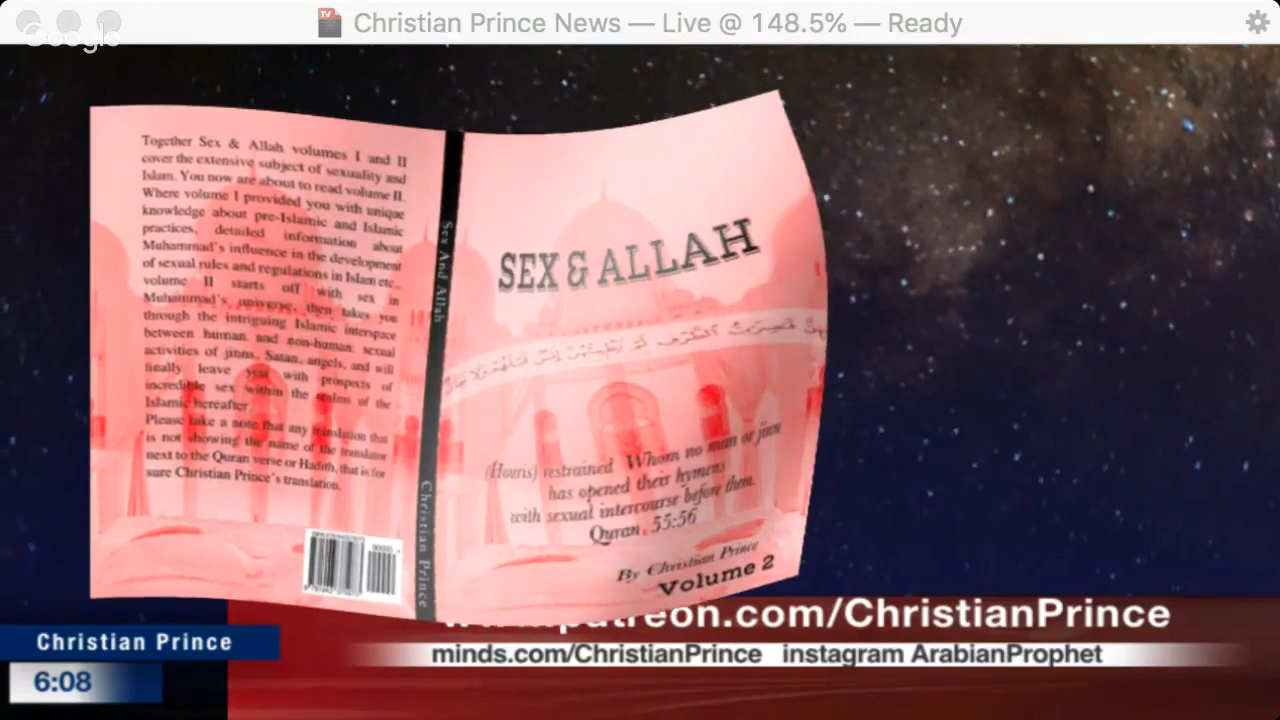 Christian Prince News — Live @ 148.5% — Ready
Google
Together Sex & Allah volumes I and II
cover the extensive subject of sexuality and
Islam. You now are about to read volume II.
Where volume I provided you with unique
knowledge about pre-Islamic and Islamic
practices, detailed information about
Muhammad's influence in the development
of sexual rules and regulations in Islam etc.,
volume II starts off with sex in
Muhammad's universe, then takes you
through the intriguing Islamic interspace
between human and non-human: sexual
activities of jinns, Satan, angels, and will
finally leave you with prospects of
incredible sex within the realms of the
Islamic hereafter.
Please take a note that any translation that
is not showing the name of the translator
next to the Quran verse or Hadith, that is for
sure Christian Prince's translation.
Sex And Allah
Christian Prince
SEX & ALLAH
(Houris) restrained Whom no man or jinn
has opened theis hymens
with sexual intercourse before them.
Quran, 55:56
By Christian Prince
Volume 2
patreon.com/ChristianPrince
minds.com/ChristianPrince instagram ArabianProphet
Christian Prince
6:08